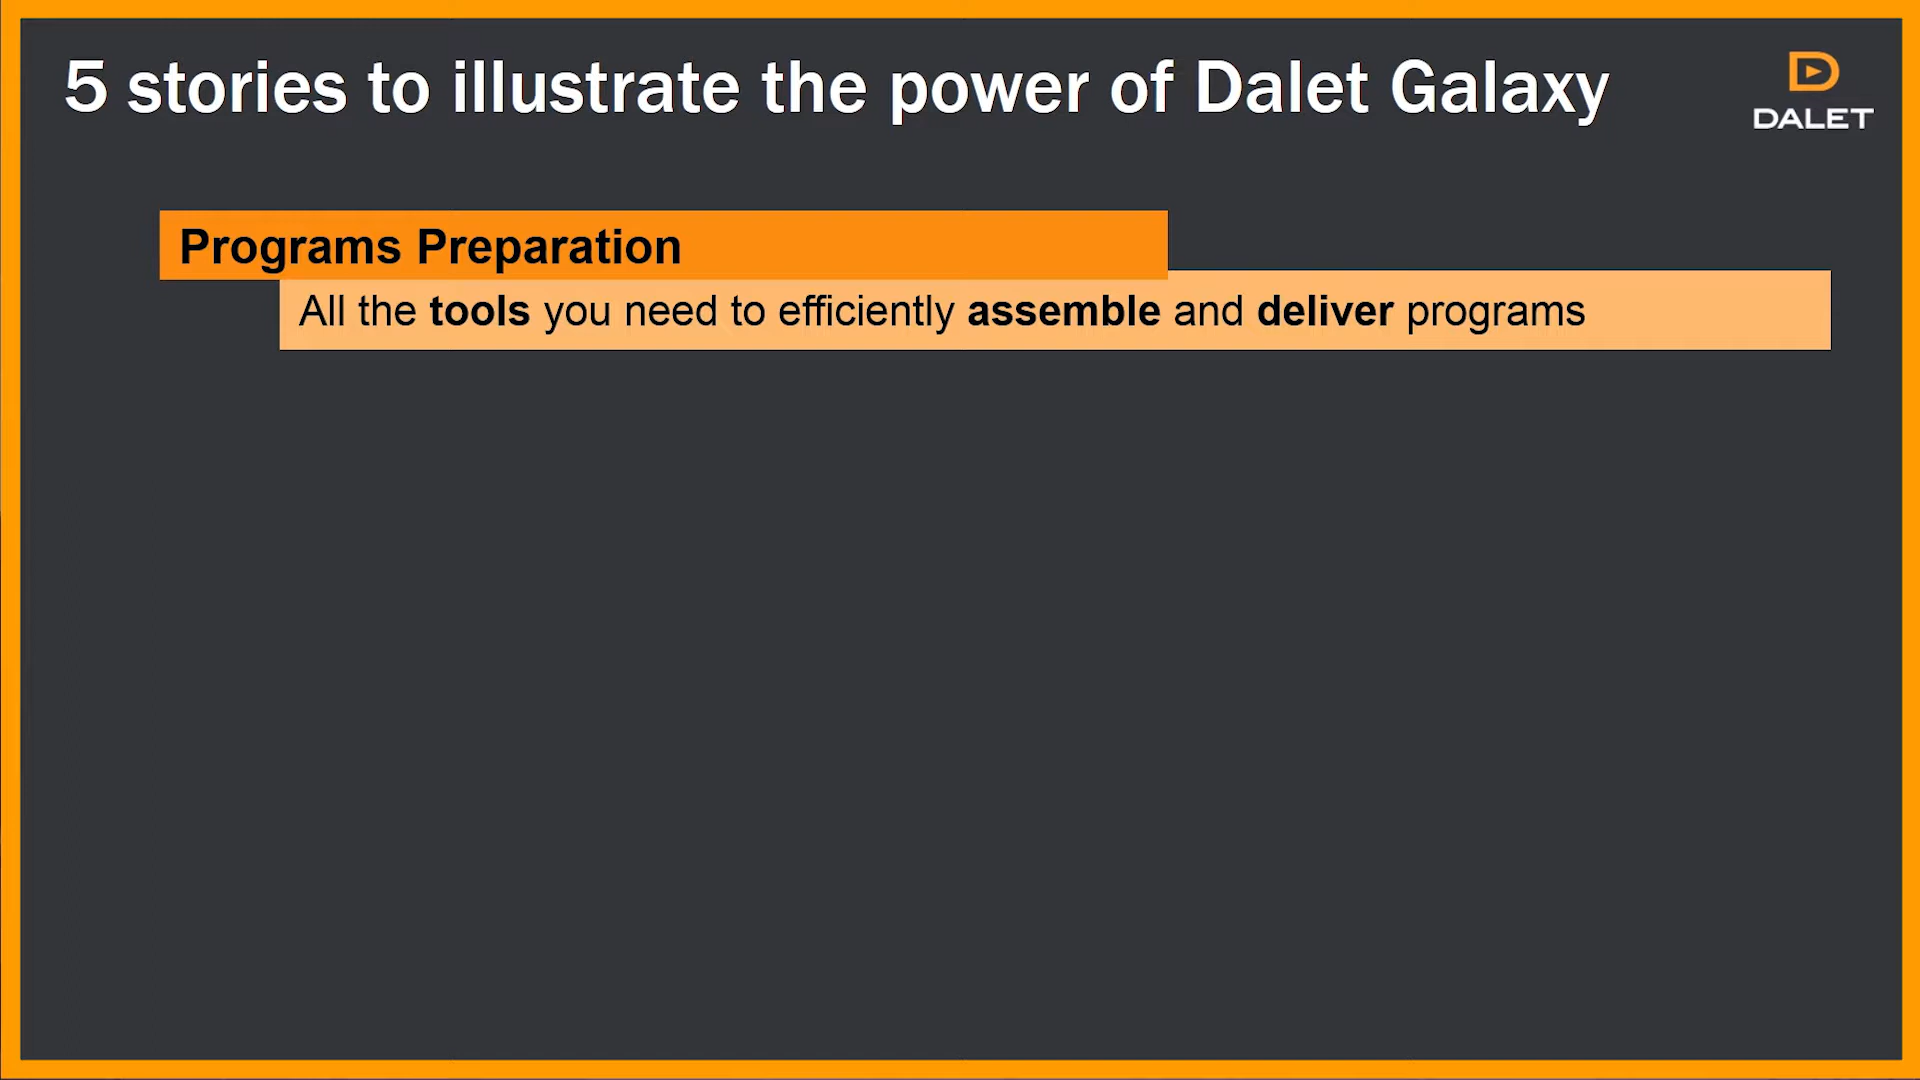 5 stories to illustrate the power of Dalet Galaxy
DALET
Programs Preparation
All the tools you need to efficiently assemble and deliver programs